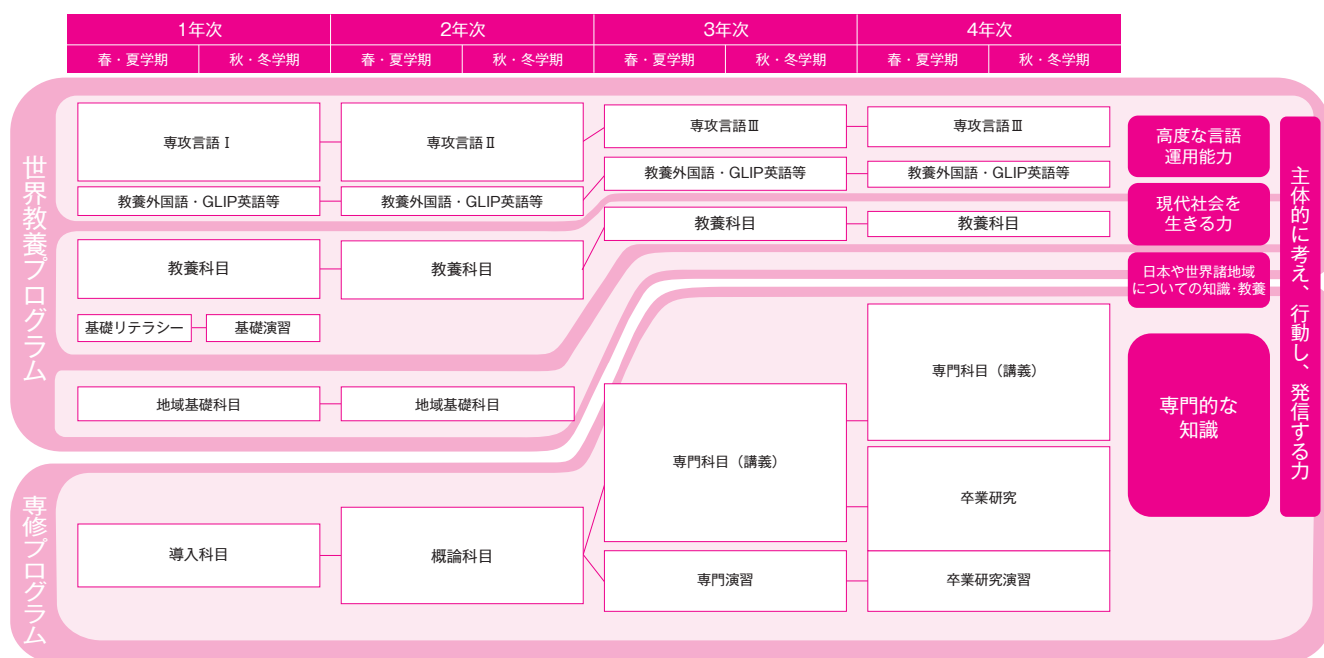 1年次
2年次
3年次
4年次
春・夏学期
秋・冬学期
春・夏学期
秋・冬学期
春・夏学期
秋・冬学期
春・夏学期
秋・冬学期
世界教養プログラム
専攻言語Ⅰ
専攻言語Ⅱ
専攻言語Ⅲ
専攻言語Ⅲ
教養外国語・GLIP英語等
教養外国語・GLIP英語等
教養外国語・GLIP英語等
教養外国語・GLIP英語等
教養科目
教養科目
教養科目
教養科目
基礎リテラシー
基礎演習
地域基礎科目
地域基礎科目
専修プログラム
導入科目
概論科目
専門科目（講義）
専門演習
専門科目（講義）
卒業研究
卒業研究演習
高度な言語
運用能力
現代社会を
生きる力
日本や世界諸地域
についての知識・教養
専門的な
知識
主体的に考え、行動し、発信する力